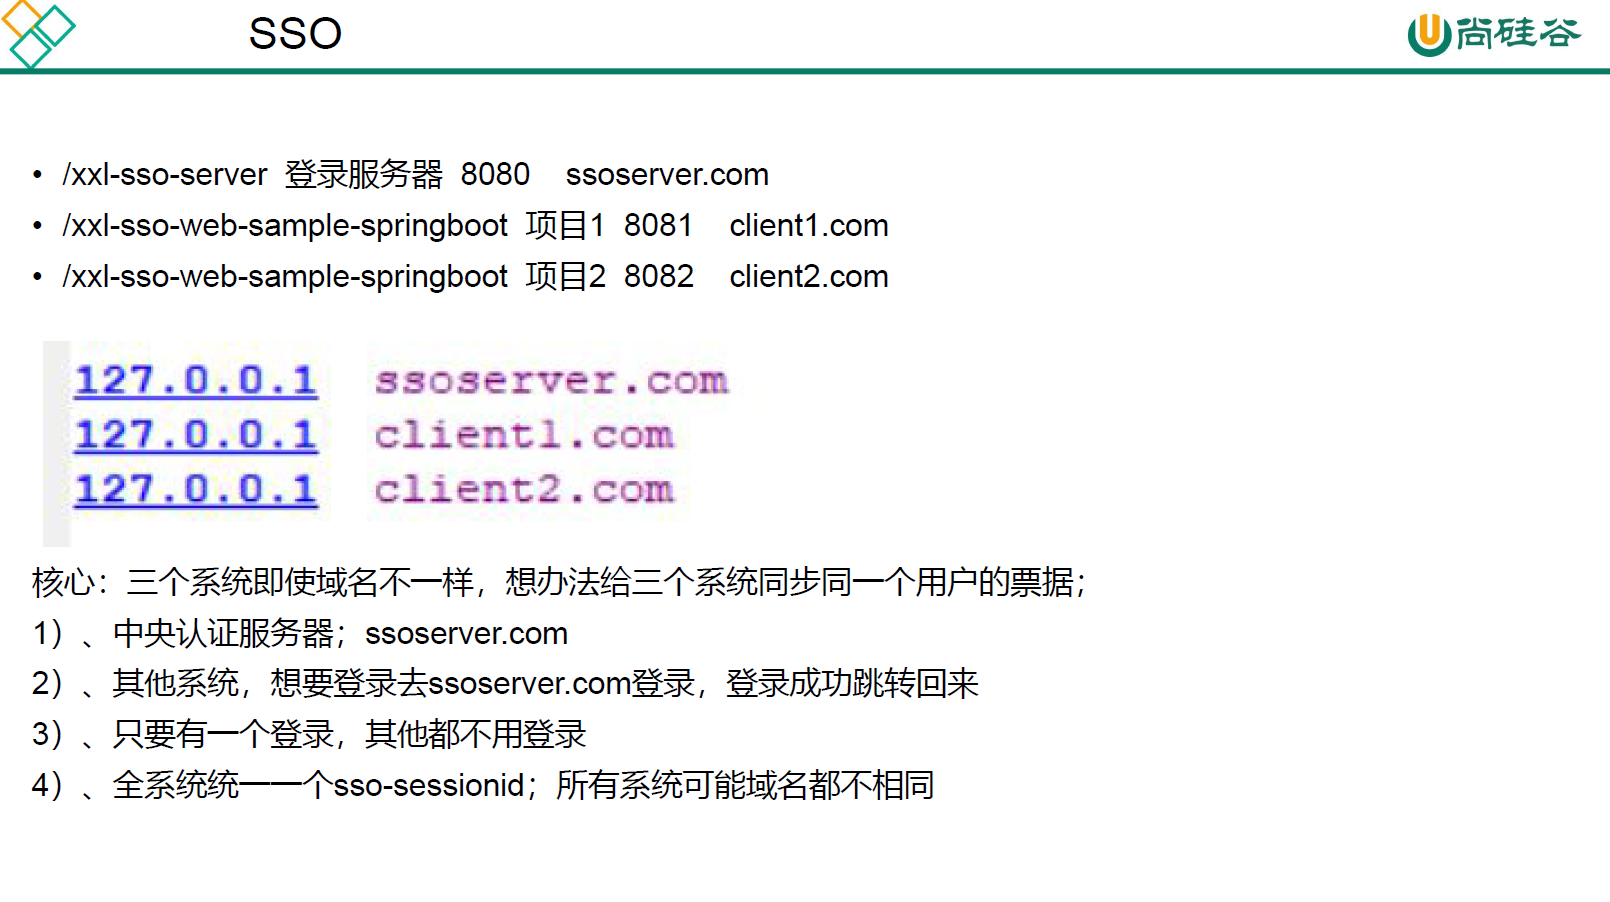 SSO
尚硅谷
• /xxl-sso-server 登录服务器 8080 ssoserver.com
• /xxl-sso-web-sample-springboot 项目1 8081 client1.com
• /xxl-sso-web-sample-springboot 项目2 8082 client2.com
127.0.0.1 ssoserver.com
127.0.0.1 client1.com
127.0.0.1 client2.com
核心：三个系统即使域名不一样，想办法给三个系统同步同一个用户的票据；
1）、中央认证服务器；ssoserver.com
2）、其他系统，想要登录去ssoserver.com登录，登录成功跳转回来
3）、只要有一个登录，其他都不用登录
4）、全系统统一一个sso-sessionid；所有系统可能域名都不相同